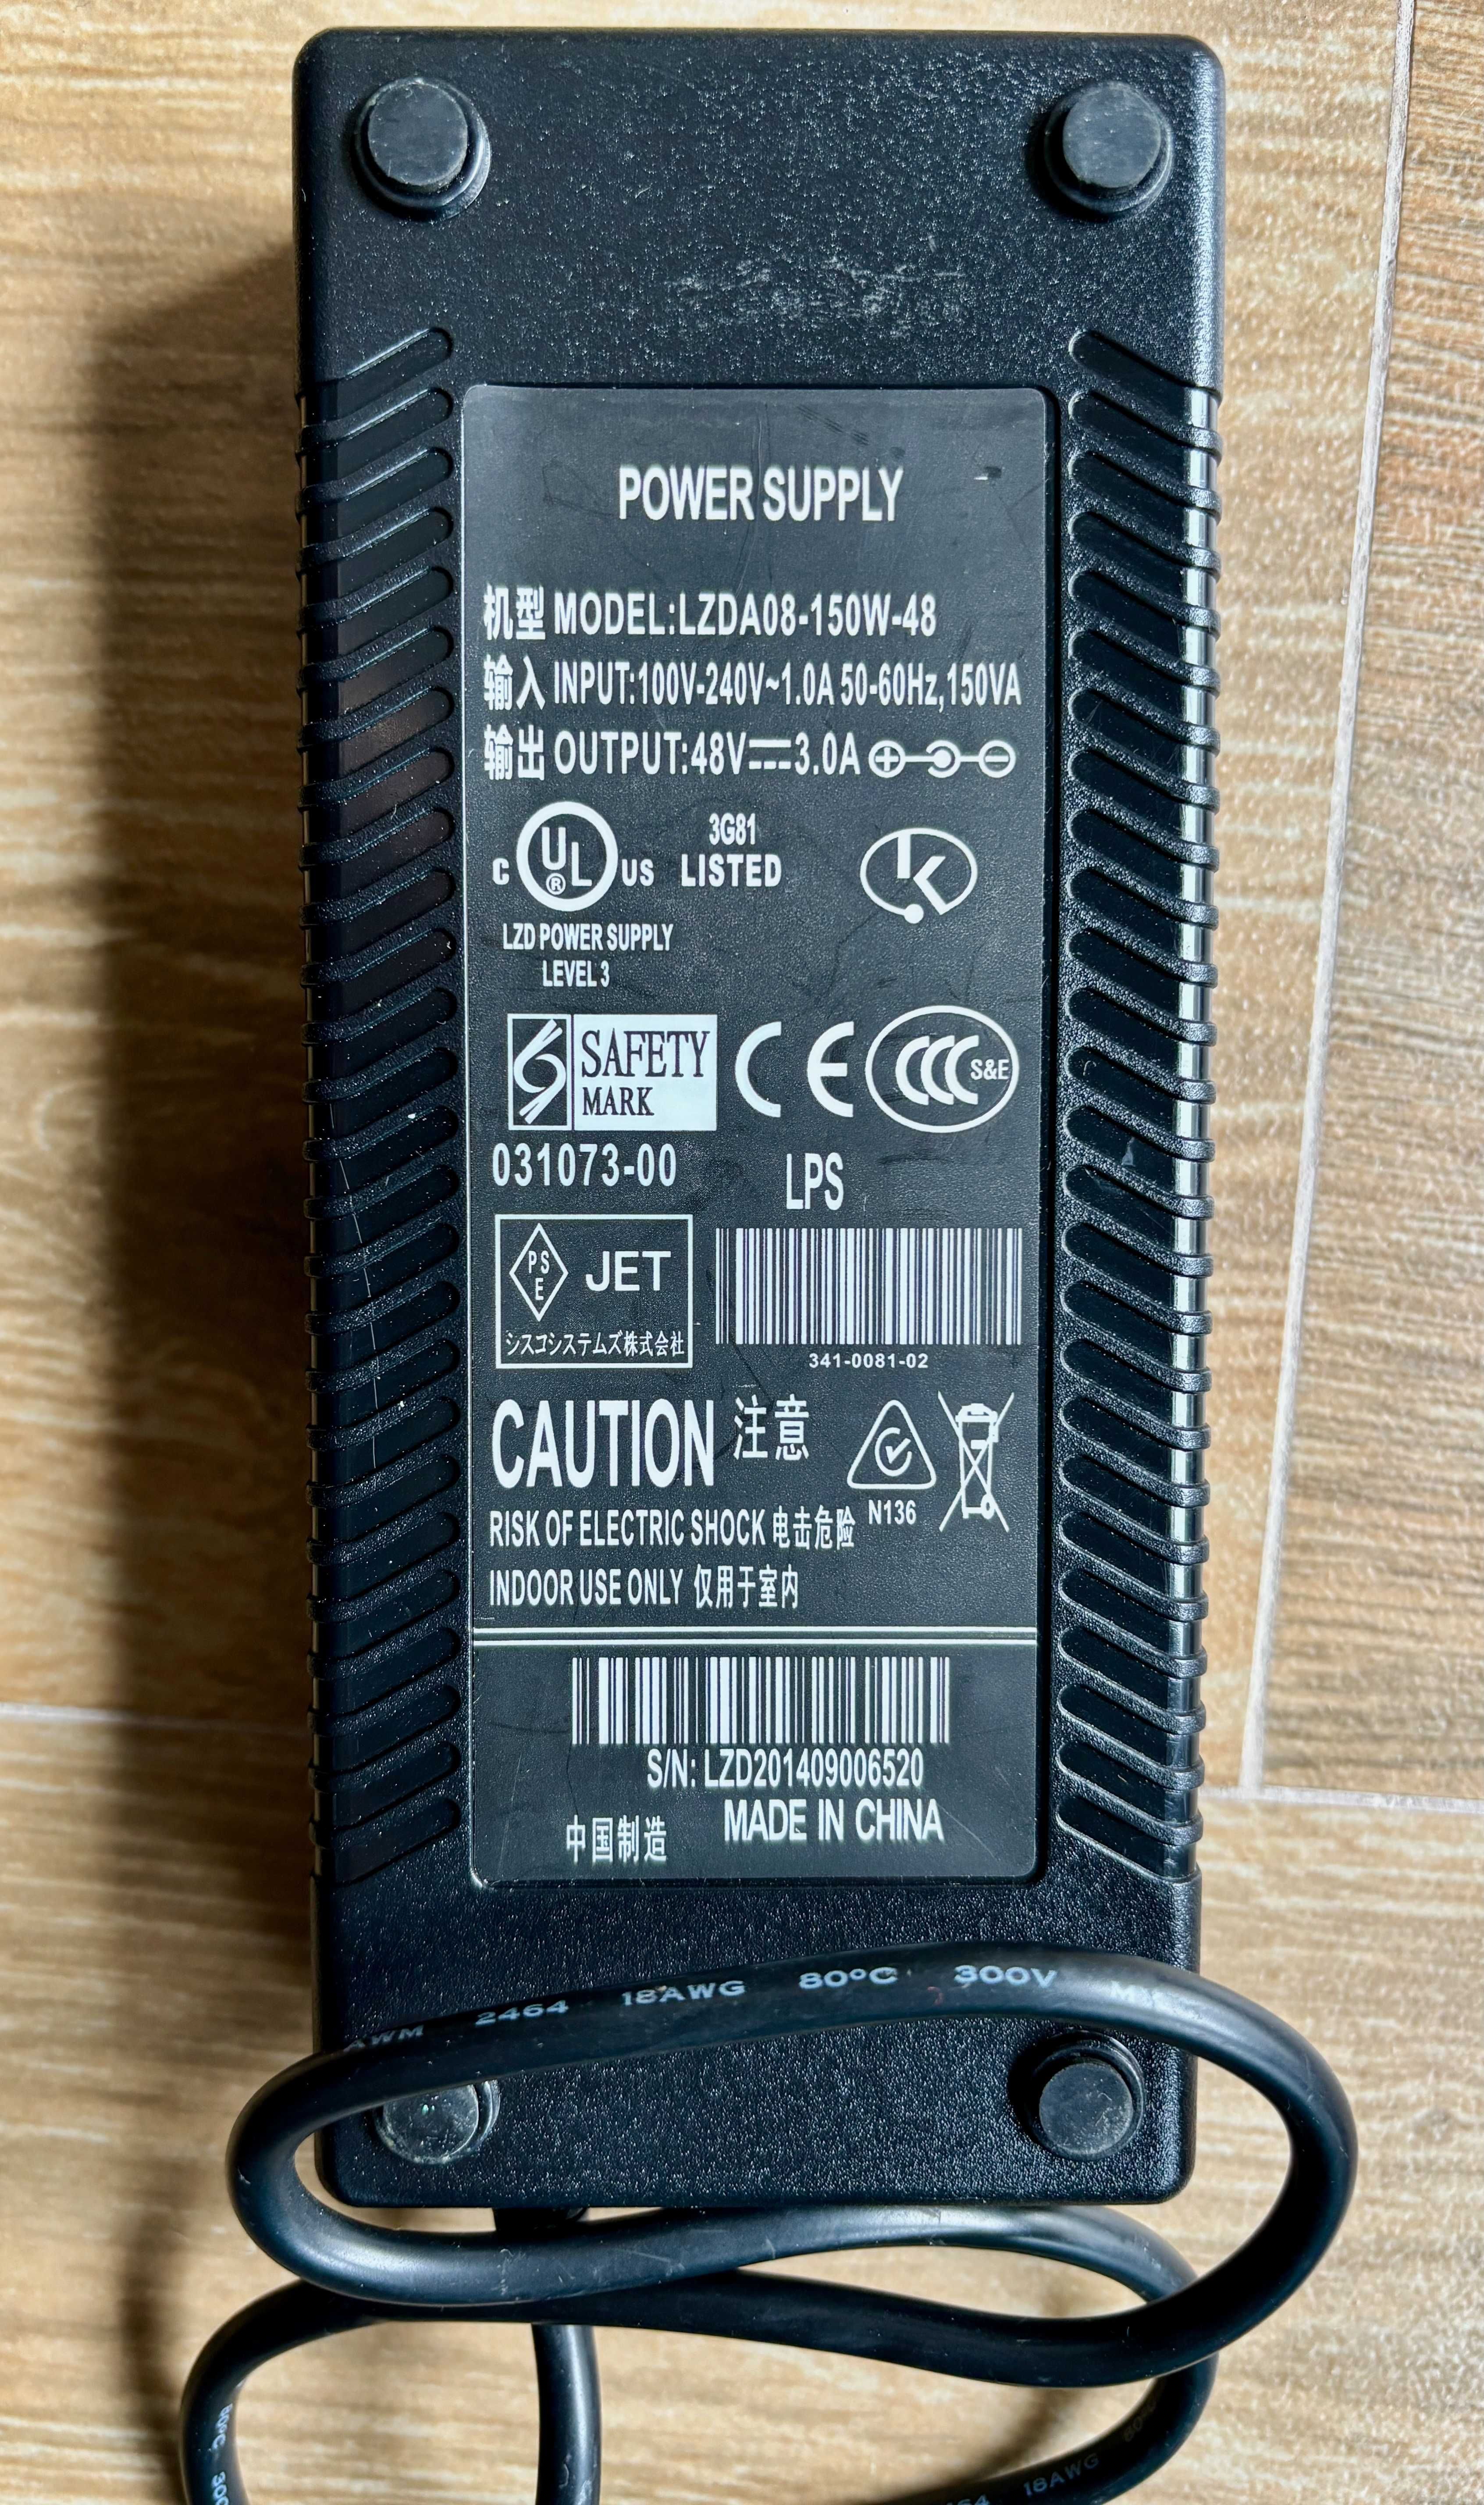 POWER SUPPLY
机型 MODEL:LZDA08-150W-48
输入 INPUT:100V-240V~1.0A 50-60Hz,150VA
输出 OUTPUT:48V⎓3.0A
C UL® US
3G81
LISTED
LZD POWER SUPPLY
LEVEL 3
K
SAFETY
MARK
CE
CCC S&E
031073-00
LPS
PSE
JET
シスコシステムズ株式会社
341-0081-02
CAUTION 注意
N136
RISK OF ELECTRIC SHOCK 电击危险
INDOOR USE ONLY 仅用于室内
S/N: LZD201409006520
中国制造
MADE IN CHINA
AWM 2464 18AWG 80°C 300V
80°C
18AWG